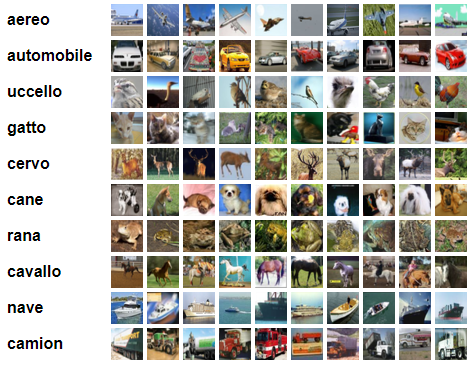 aereo
automobile
uccello
gatto
cervo
cane
rana
cavallo
nave
camion